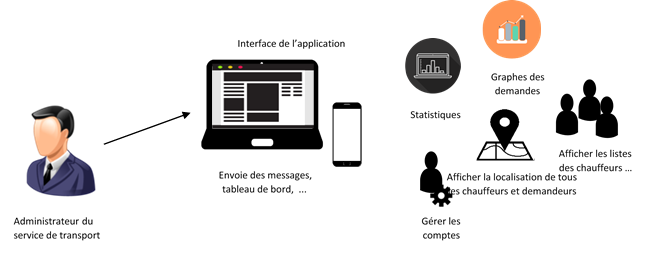 Interface de l'application
Graphes des
demandes
Statistiques
Afficher les listes
des chauffeurs ...
Envoie des messages,
tableau de bord, ...
Afficher la localisation de tous
les chauffeurs et demandeurs
Administrateur du
service de transport
Gérer les
comptes